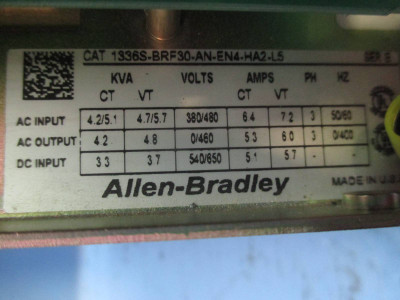 CAT 1336S-BRF30-AN-EN4-HA2-L5 SER
KVA VOLTS AMPS PH HZ
CT VT CT VT
AC INPUT 4.2/5.1 4.7/5.7 380/480 6.4 7.2 3 50/60
AC OUTPUT 4.2 4.8 0/460 5.3 6.0 3 0/400
DC INPUT 3.3 3.7 540/650 5.1 5.7 - -
Allen-Bradley
MADE IN U.S.